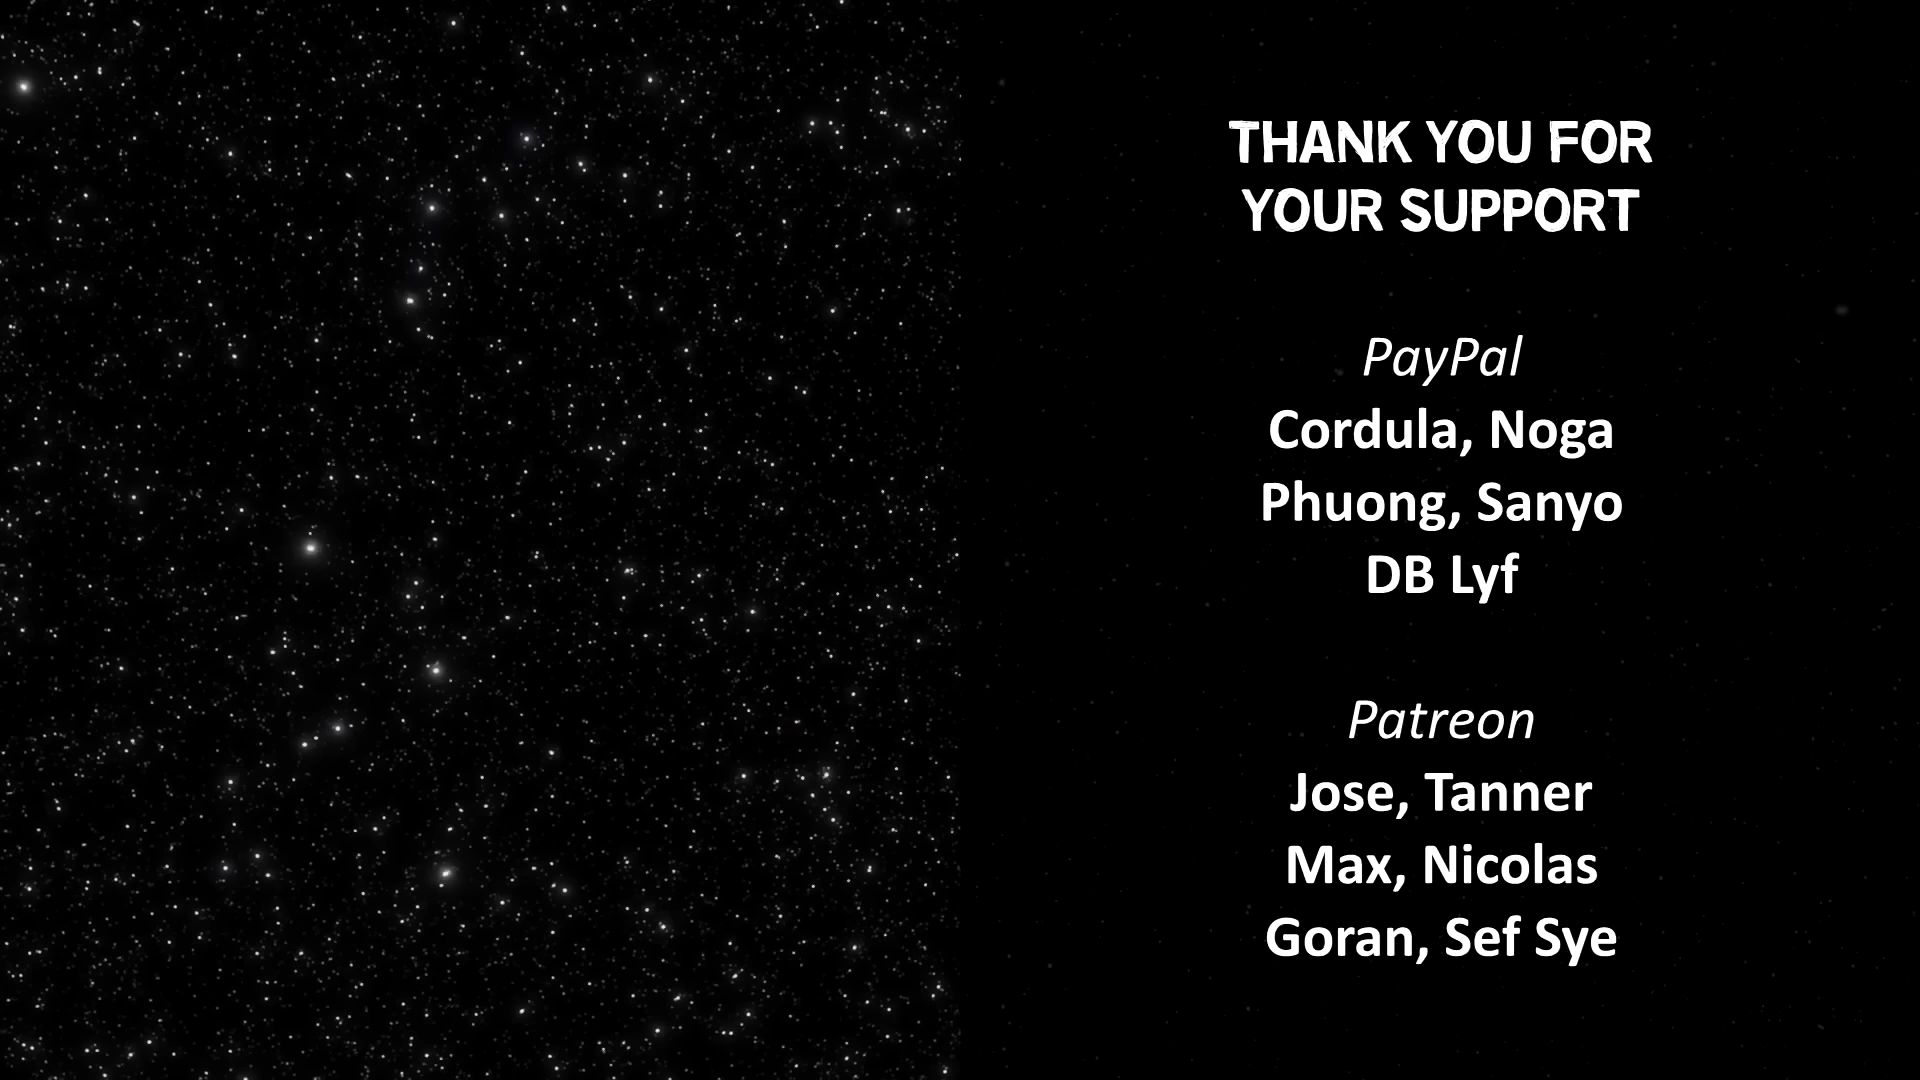 THANK YOU FOR
YOUR SUPPORT
PayPal
Cordula, Noga
Phuong, Sanyo
DB Lyf
Patreon
Jose, Tanner
Max, Nicolas
Goran, Sef Sye